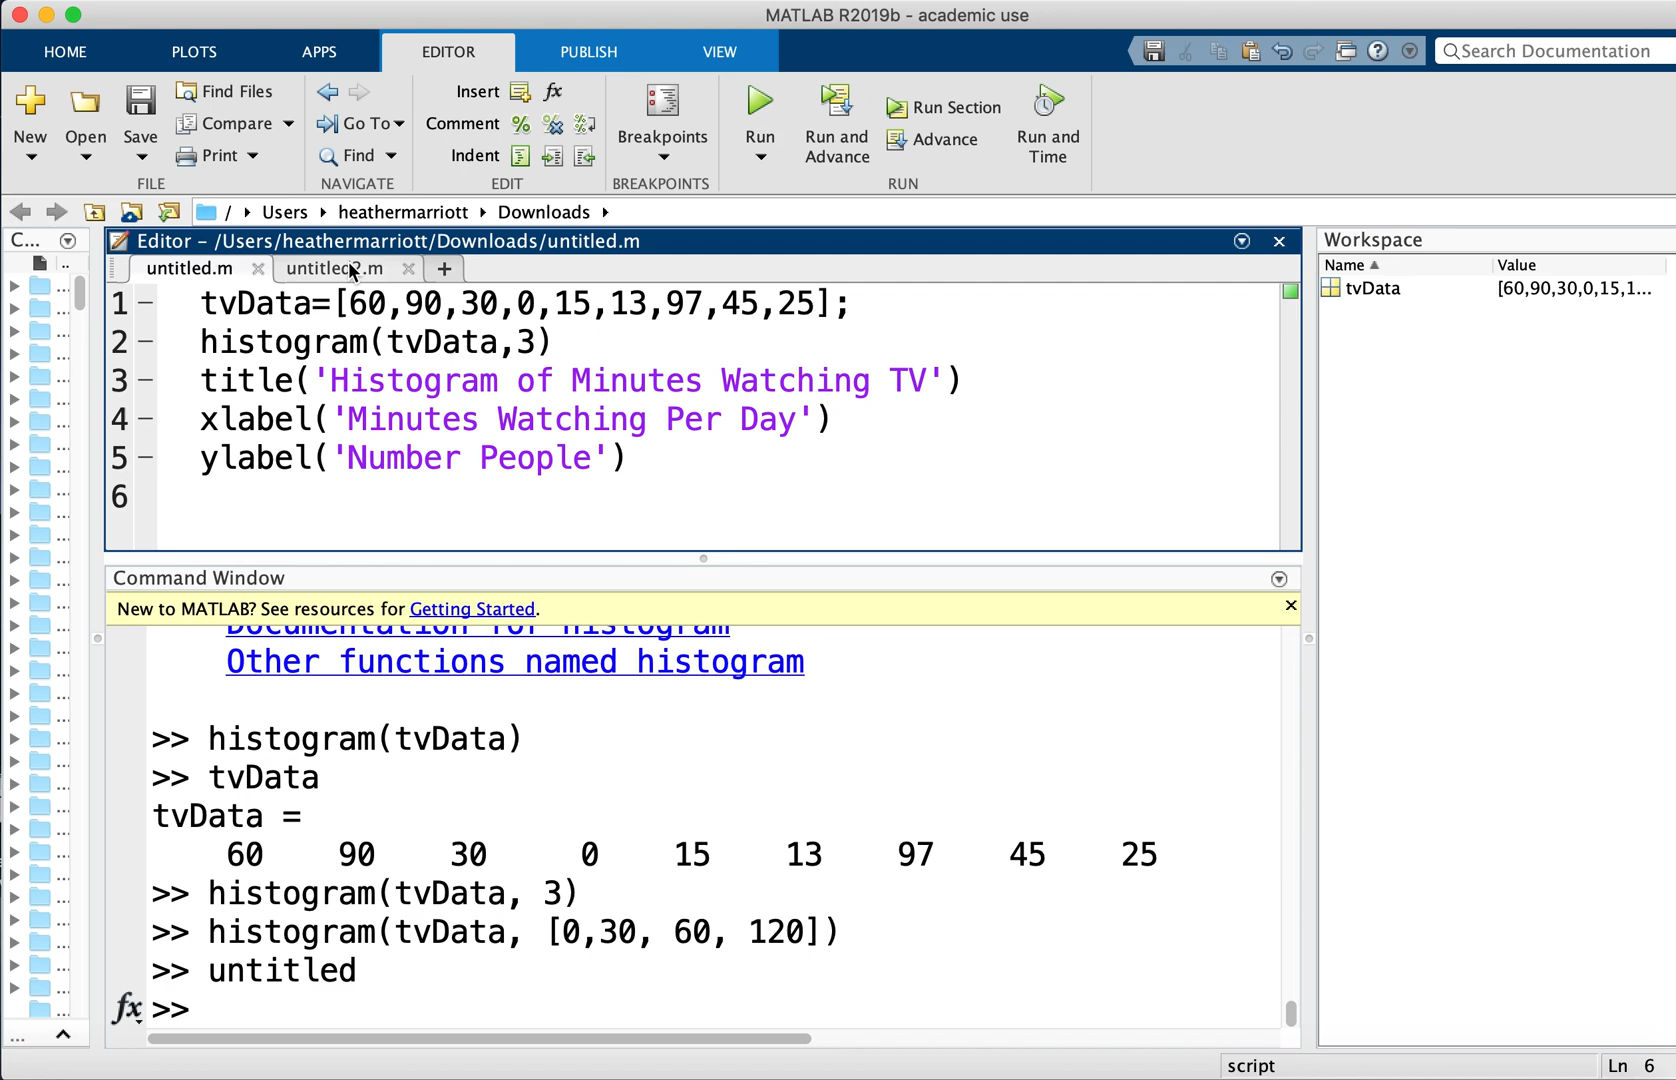 MATLAB R2019b - academic use
HOME PLOTS APPS EDITOR PUBLISH VIEW Search Documentation
New Open Save Find Files Compare Print
FILE
Go To Find
NAVIGATE
Insert fx
Comment
Indent
EDIT
Breakpoints
BREAKPOINTS
Run Run and Advance Run Section Advance Run and Time
RUN
/ Users heathermarriott Downloads
C...
Editor - /Users/heathermarriott/Downloads/untitled.m
untitled.m .m +
1 tvData=[60,90,30,0,15,13,97,45,25];
2 histogram(tvData,3)
3 title('Histogram of Minutes Watching TV')
4 xlabel('Minutes Watching Per Day')
5 ylabel('Number People')
6
Command Window
New to MATLAB? See resources for Getting Started.
Documentation for histogram
Other functions named histogram
>> histogram(tvData)
>> tvData
tvData =
60 90 30 0 15 13 97 45 25
>> histogram(tvData, 3)
>> histogram(tvData, [0,30, 60, 120])
>> untitled
fx >>
Workspace
Name Value
tvData [60,90,30,0,15,1...
script Ln 6